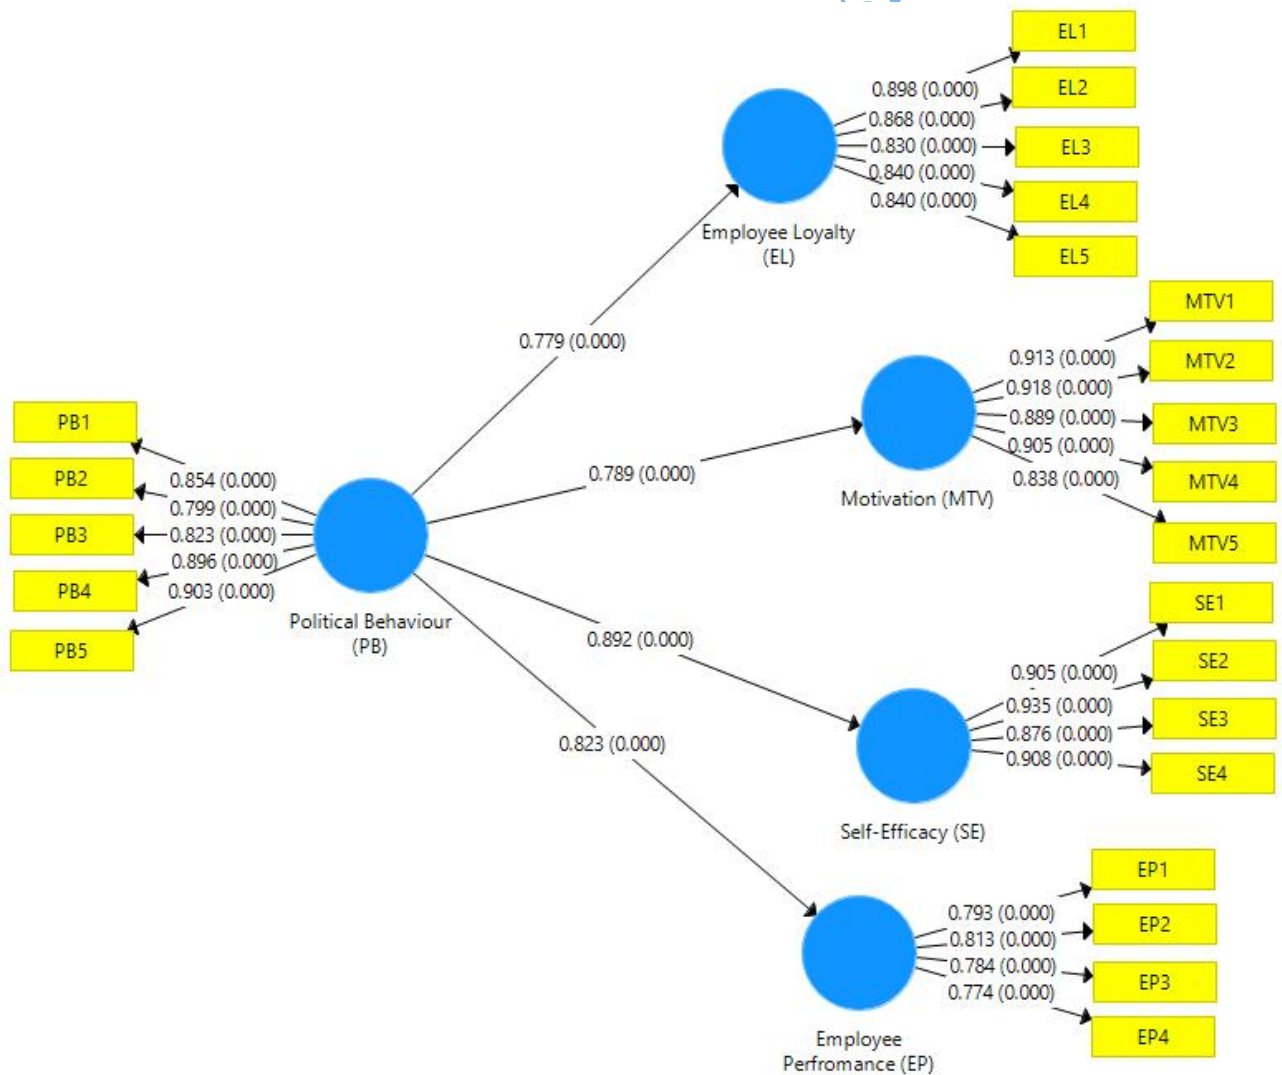 EL1
0.898 (0.000)
EL2
0.868 (0.000)
0.830 (0.000)
EL3
0.840 (0.000)
0.840 (0.000)
EL4
EL5
Employee Loyalty
(EL)
0.779 (0.000)
MTV1
0.913 (0.000)
MTV2
0.918 (0.000)
0.889 (0.000)
MTV3
0.905 (0.000)
0.838 (0.000)
MTV4
MTV5
0.789 (0.000)
Motivation (MTV)
PB1
0.854 (0.000)
PB2
0.799 (0.000)
PB3
0.823 (0.000)
0.896 (0.000)
PB4
0.903 (0.000)
PB5
Political Behaviour
(PB)
0.892 (0.000)
SE1
0.905 (0.000)
SE2
0.935 (0.000)
SE3
0.876 (0.000)
0.908 (0.000)
SE4
Self-Efficacy (SE)
0.823 (0.000)
EP1
0.793 (0.000)
EP2
0.813 (0.000)
0.784 (0.000)
EP3
0.774 (0.000)
EP4
Employee
Perfromance (EP)